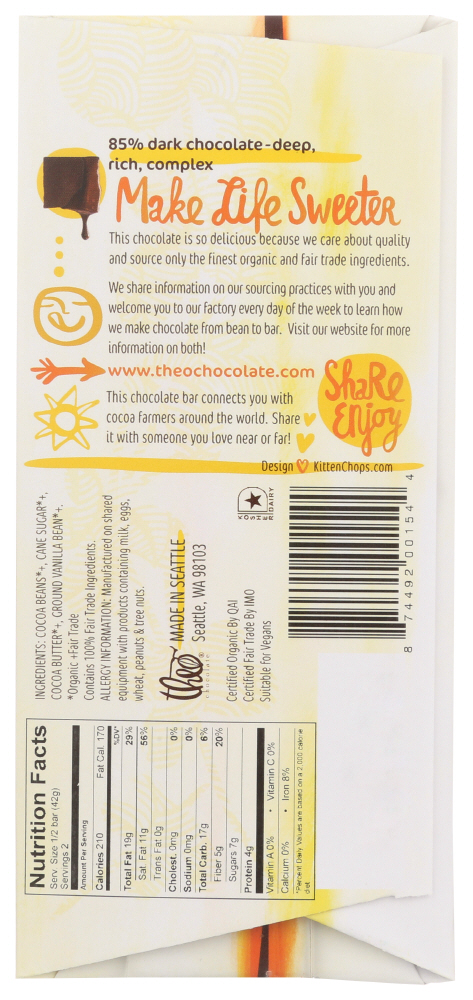 85% dark chocolate-deep,
rich, complex
Make Life Sweeter
This chocolate is so delicious because we care about quality
and source only the finest organic and fair trade ingredients.
We share information on our sourcing practices with you and
welcome you to our factory every day of the week to learn how
we make chocolate from bean to bar. Visit our website for more
information on both!
www.theochocolate.com
This chocolate bar connects you with
cocoa farmers around the world. Share
it with someone you love near or far!
ShaRe
Enjoy
Design KittenChops.com
INGREDIENTS: COCOA BEANS*+, CANE SUGAR*+,
COCOA BUTTER*+, GROUND VANILLA BEAN*+.
*Organic +Fair Trade
Contains 100% Fair Trade Ingredients.
ALLERGY INFORMATION: Manufactured on shared
equipment with products containing milk, eggs,
wheat, peanuts & tree nuts.
theo®
chocolate
MADE IN SEATTLE
Seattle, WA 98103
Certified Organic By QAI
Certified Fair Trade By IMO
Suitable for Vegans
KOSHER DAIRY
8 74492 00154 4
Nutrition Facts
Serv. Size 1/2 bar (42g)
Servings 2
Amount Per Serving
Calories 210 Fat Cal. 170
%DV*
Total Fat 19g 29%
Sat. Fat 11g 56%
Trans Fat 0g
Cholest. 0mg 0%
Sodium 0mg 0%
Total Carb. 17g 6%
Fiber 5g 20%
Sugars 7g
Protein 4g
Vitamin A 0% • Vitamin C 0%
Calcium 0% • Iron 8%
*Percent Daily Values are based on a 2,000 calorie
diet